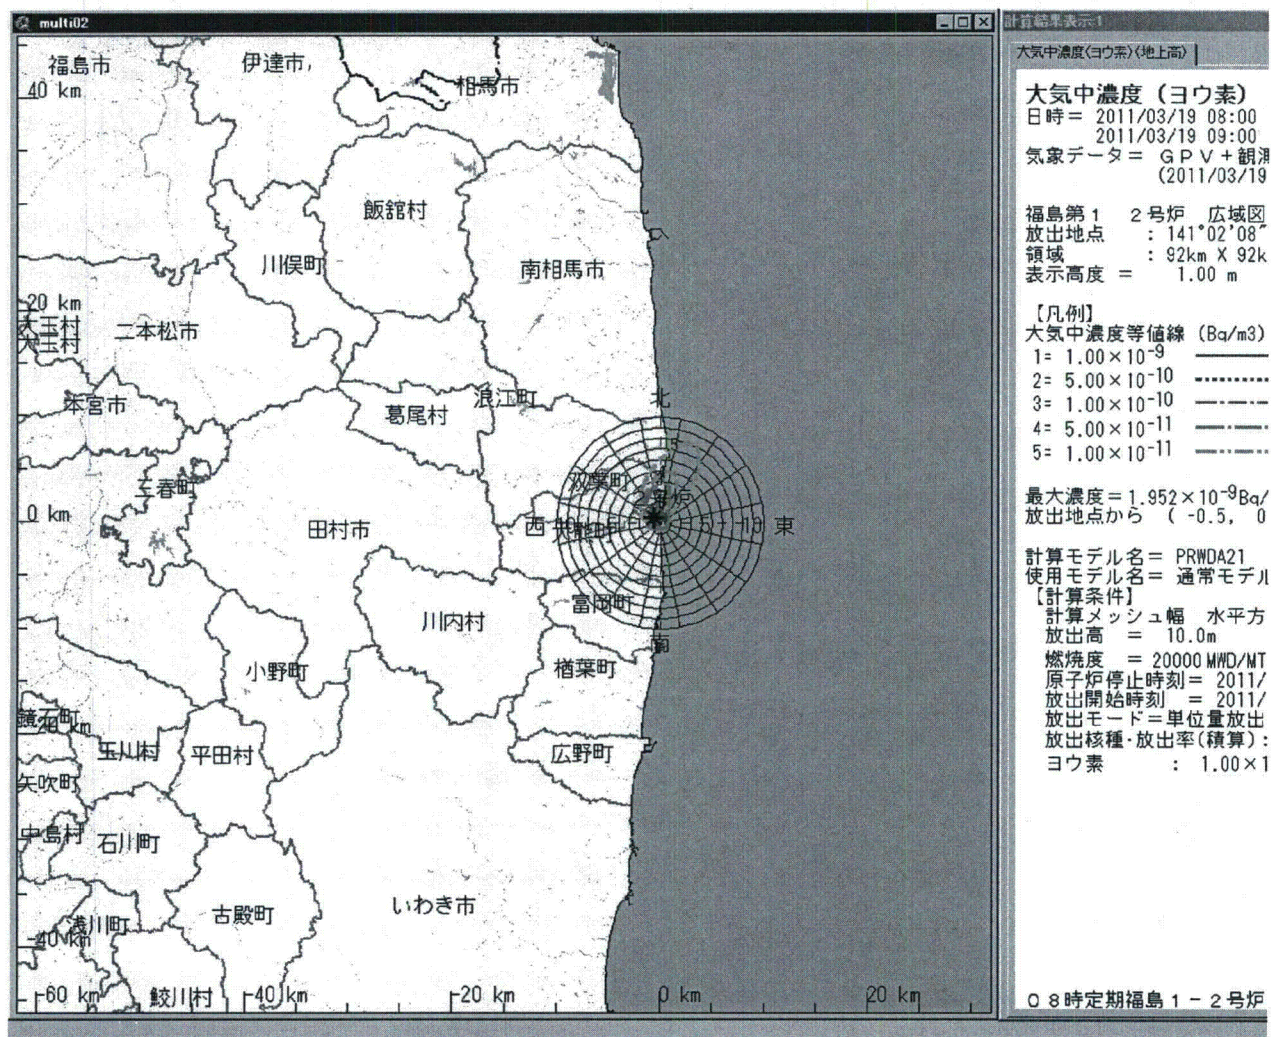 multi02
福島市
伊達市
相馬市
40 km
飯舘村
川俣町
南相馬市
20 km
大玉村
大玉村
二本松市
本宮市
葛尾村
浪江町
北
三春町
双葉町
2号炉
0 km
田村市
西
大熊町
5
10
東
富岡町
川内村
南
小野町
楢葉町
鏡石町
-20 km
玉川村
平田村
広野町
矢吹町
中島村
石川町
いわき市
浅川町
古殿町
-40 km
鮫川村
-60 km
-40 km
-20 km
0 km
20 km
計算結果表示:1
大気中濃度(ヨウ素)(地上高)
大気中濃度(ヨウ素)
日時= 2011/03/19 08:00
2011/03/19 09:00
気象データ= GPV+観測
(2011/03/19
福島第1 2号炉 広域図
放出地点 : 141°02'08"
領域 : 92km X 92k
表示高度 = 1.00 m
【凡例】
大気中濃度等値線 (Bq/m3)
1= 1.00×10-9
2= 5.00×10-10
3= 1.00×10-10
4= 5.00×10-11
5= 1.00×10-11
最大濃度=1.952×10-9Bq/
放出地点から ( -0.5, 0
計算モデル名= PRWDA21
使用モデル名= 通常モデル
【計算条件】
計算メッシュ幅 水平方
放出高 = 10.0m
燃焼度 = 20000MWD/MT
原子炉停止時刻= 2011/
放出開始時刻 = 2011/
放出モード=単位量放出
放出核種・放出率(積算):
ヨウ素 : 1.00×1
08時定期福島1-2号炉